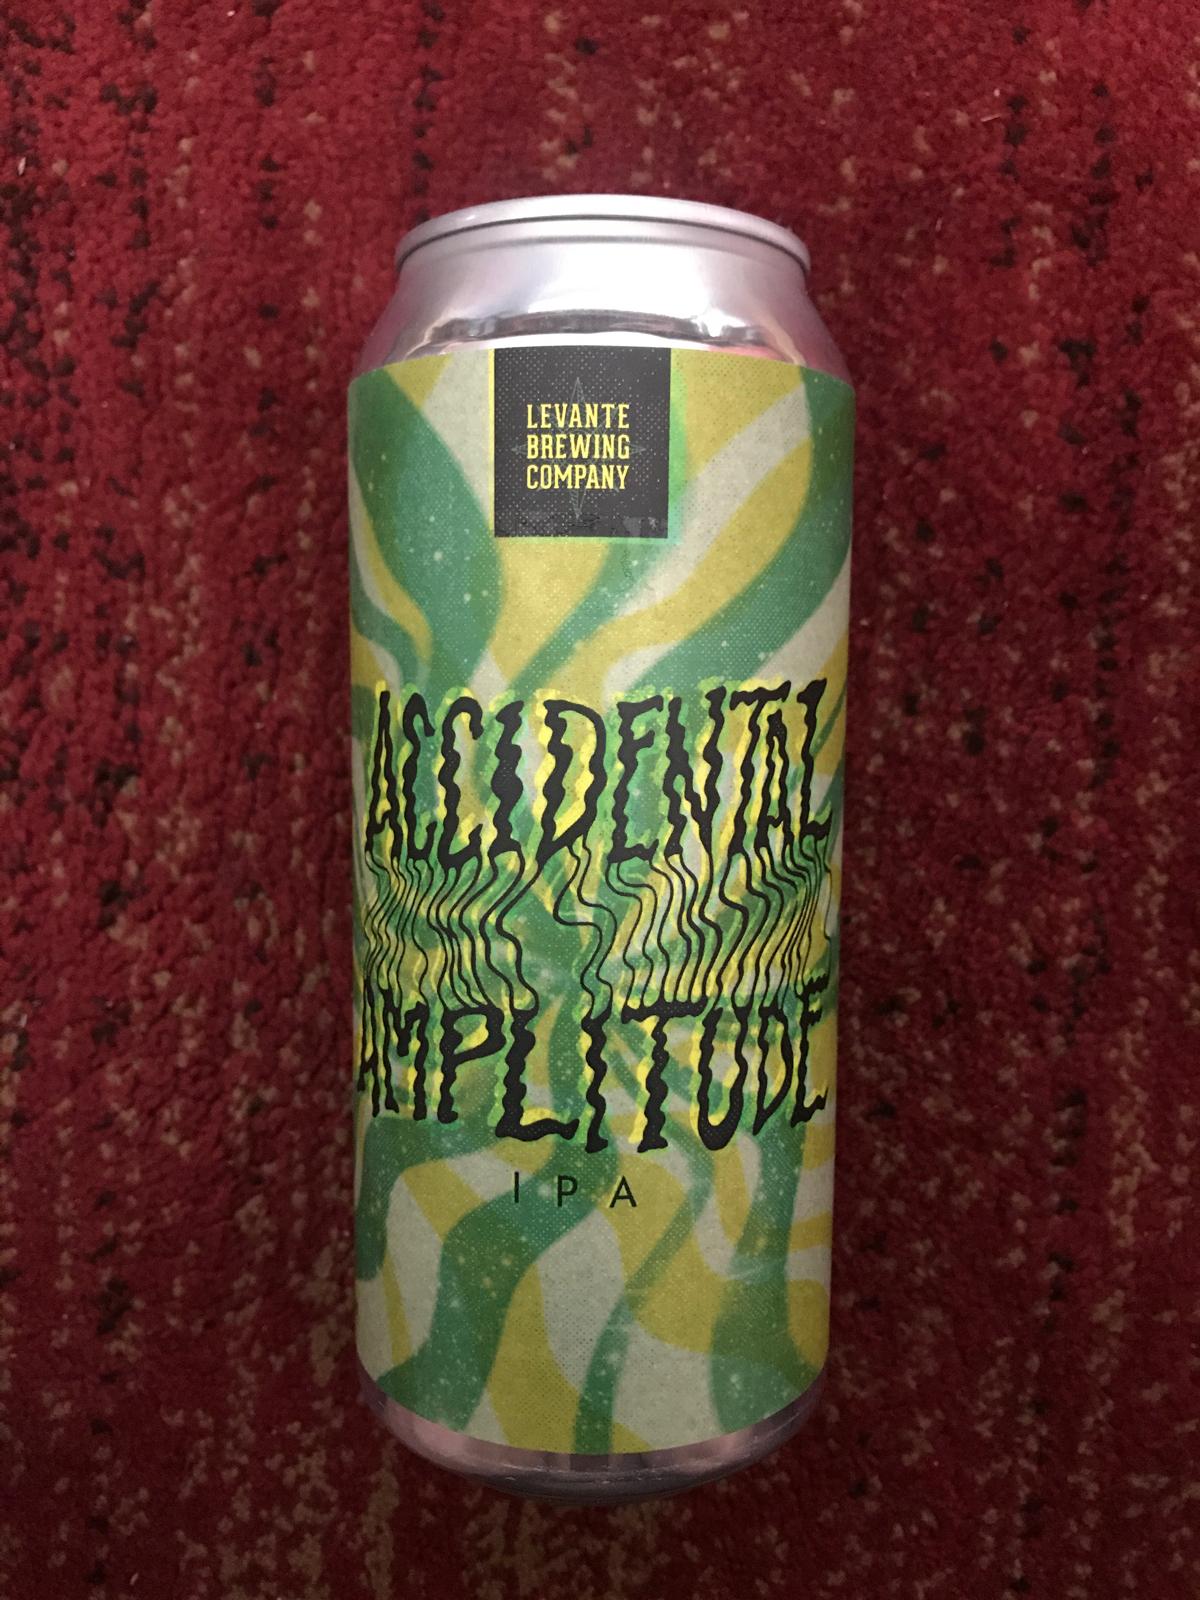 LEVANTE
BREWING
COMPANY
ACCIDENTAL
AMPLITUDE
IPA